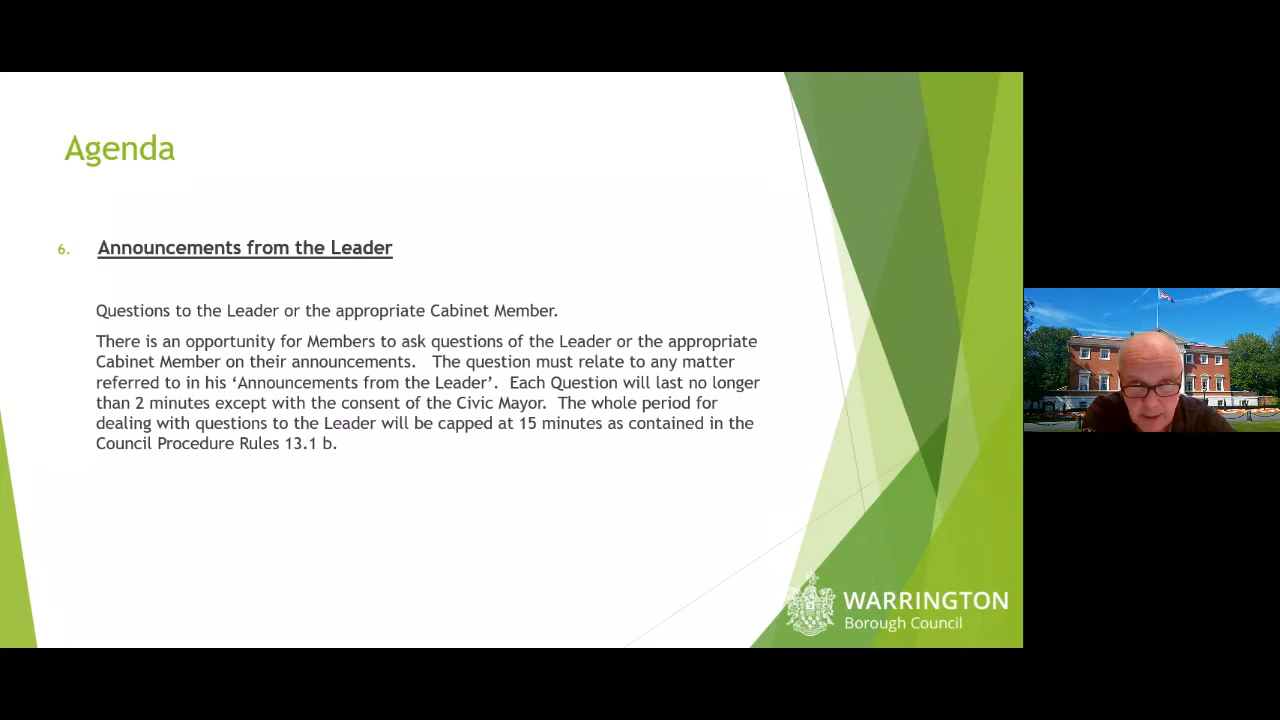 Agenda
6. Announcements from the Leader
Questions to the Leader or the appropriate Cabinet Member.
There is an opportunity for Members to ask questions of the Leader or the appropriate
Cabinet Member on their announcements. The question must relate to any matter
referred to in his ‘Announcements from the Leader’. Each Question will last no longer
than 2 minutes except with the consent of the Civic Mayor. The whole period for
dealing with questions to the Leader will be capped at 15 minutes as contained in the
Council Procedure Rules 13.1 b.
WARRINGTON
Borough Council